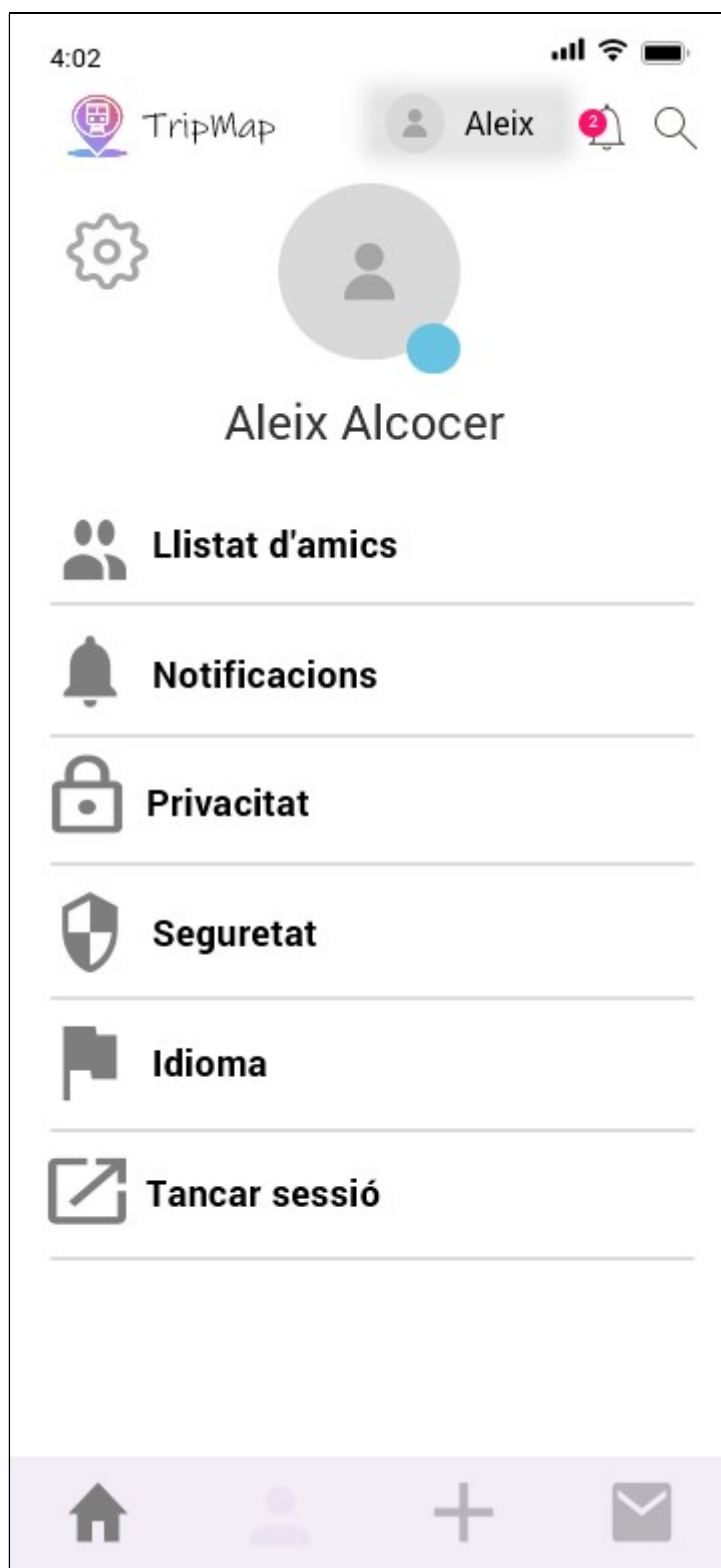 4:02
TripMap
Aleix
2
Aleix Alcocer
Llistat d'amics
Notificacions
Privacitat
Seguretat
Idioma
Tancar sessió